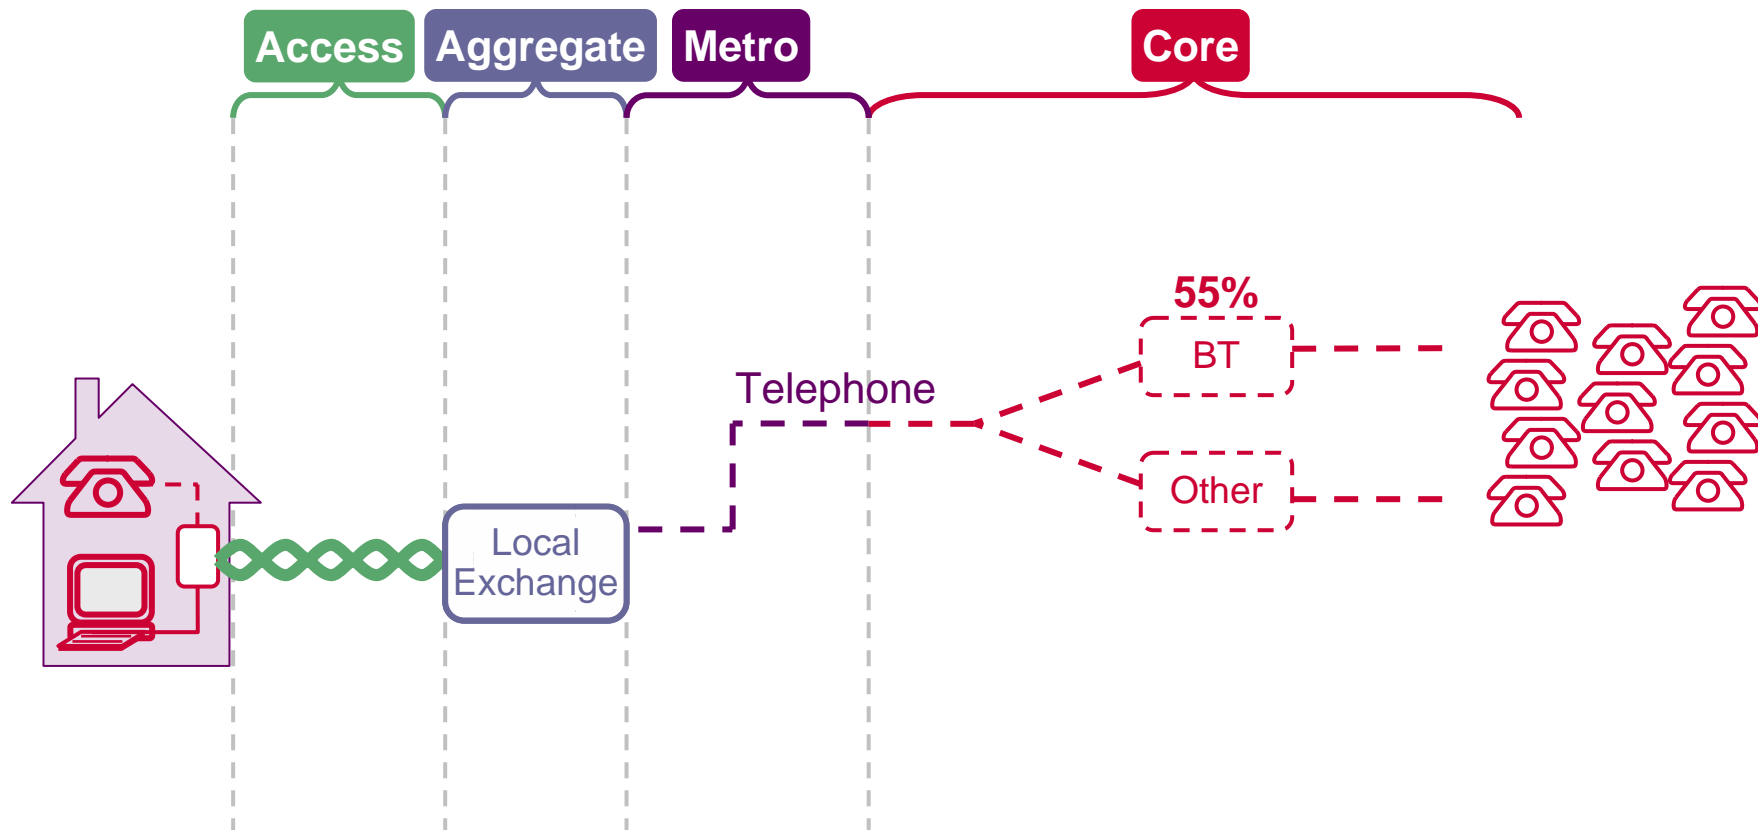 Access
Aggregate
Metro
Core
55%
BT
Telephone
Other
Local
Exchange